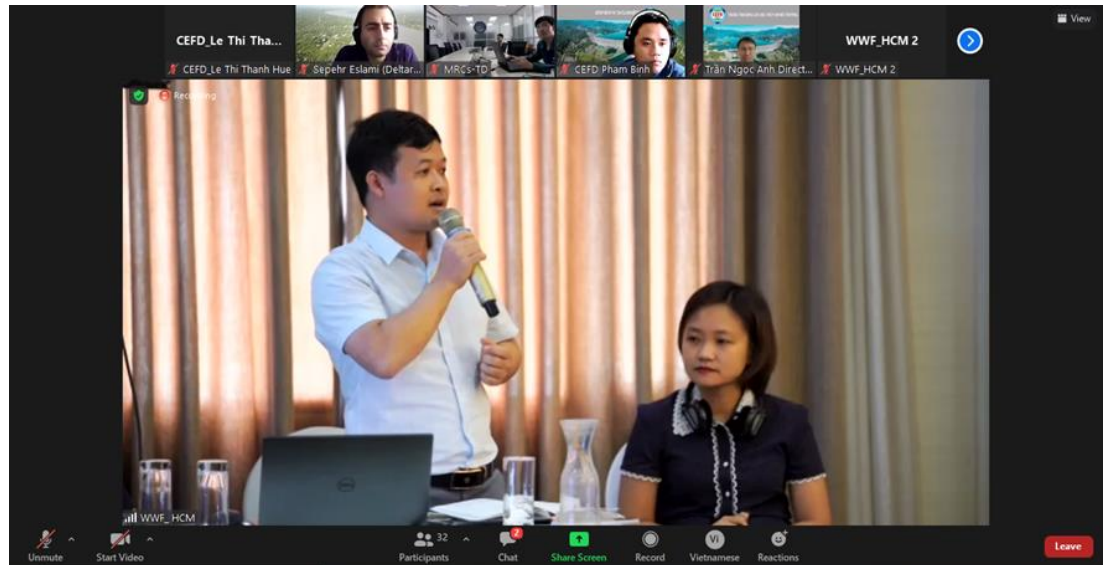 View
CEFD_Le Thi Tha...
WWF_HCM 2
CEFD_Le Thi Thanh Hue
Sepehr Eslami (Deltar...
MRCs-TD
CEFD Pham Binh
Trần Ngọc Anh Direct...
WWF_HCM 2
Recording
DELL
WWF_HCM
32
2
Vi
Unmute
Start Video
Participants
Chat
Share Screen
Record
Vietnamese
Reactions
Leave